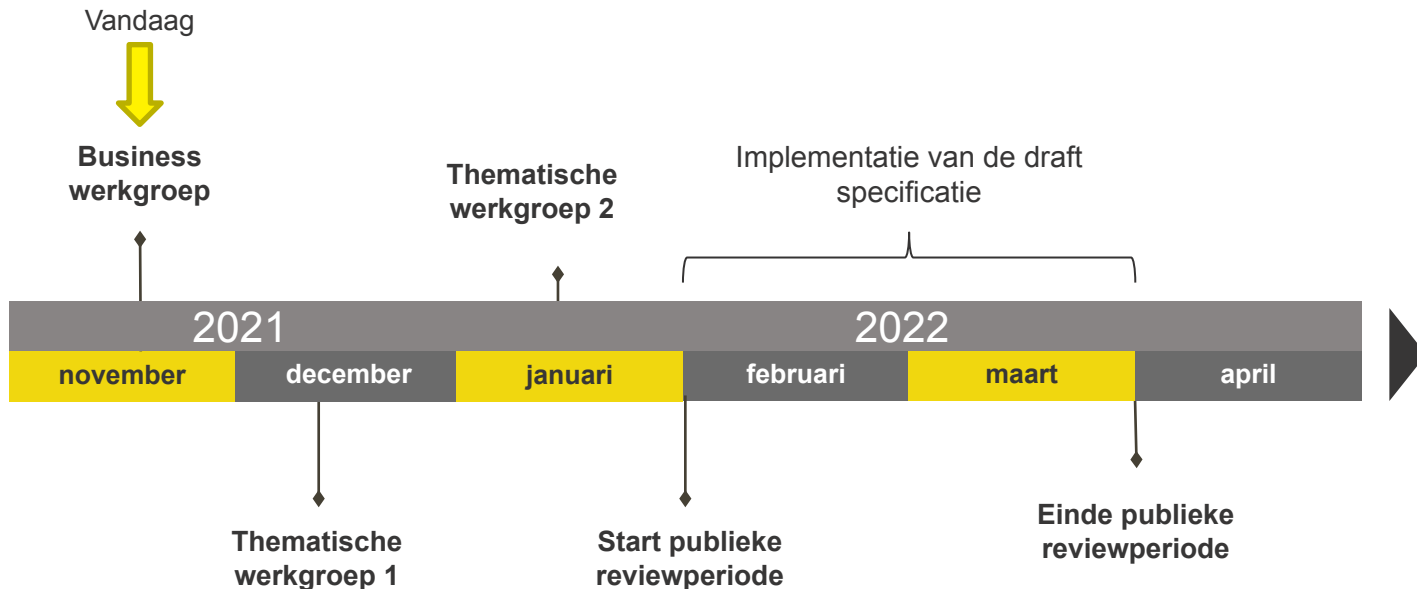 Vandaag
Business
werkgroep
Thematische
werkgroep 2
Implementatie van de draft
specificatie
2021
2022
november
december
januari
februari
maart
april
Thematische
werkgroep 1
Start publieke
reviewperiode
Einde publieke
reviewperiode